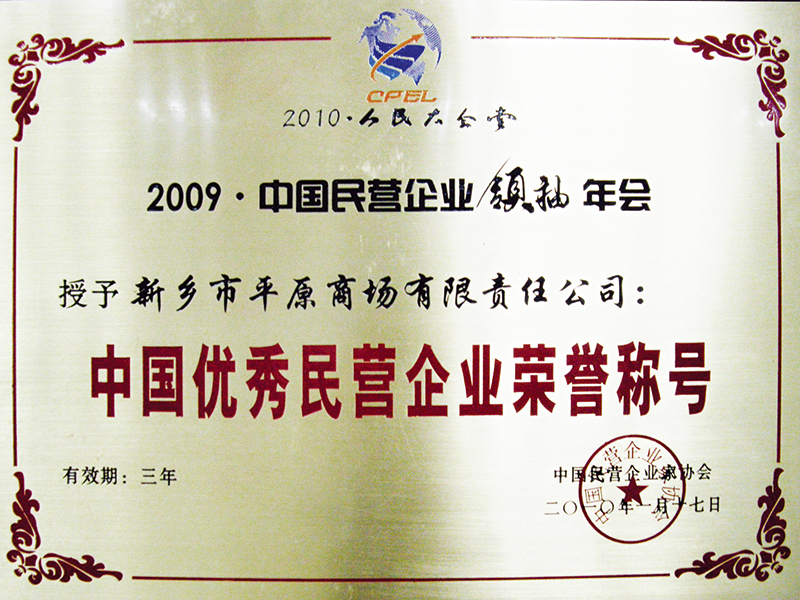 CPEL
2010·人民大会堂
2009·中国民营企业领袖年会
授予新乡市平原商场有限责任公司：
中国优秀民营企业荣誉称号
有效期：三年
中国民营企业家协会
二〇一〇年一月十七日